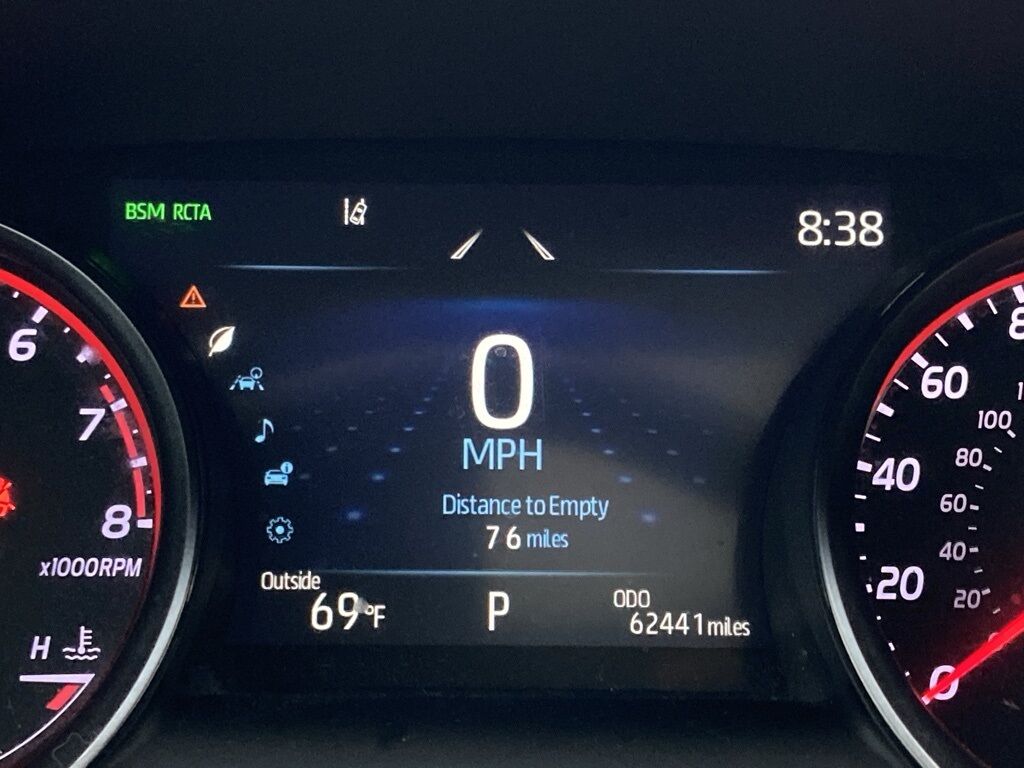 BSM RCTA
8:38
0
MPH
Distance to Empty
76 miles
Outside
69°F
P
ODO
62441 miles
6
7
8
x1000RPM
H
60
40
20
0
100
80
60
40
20